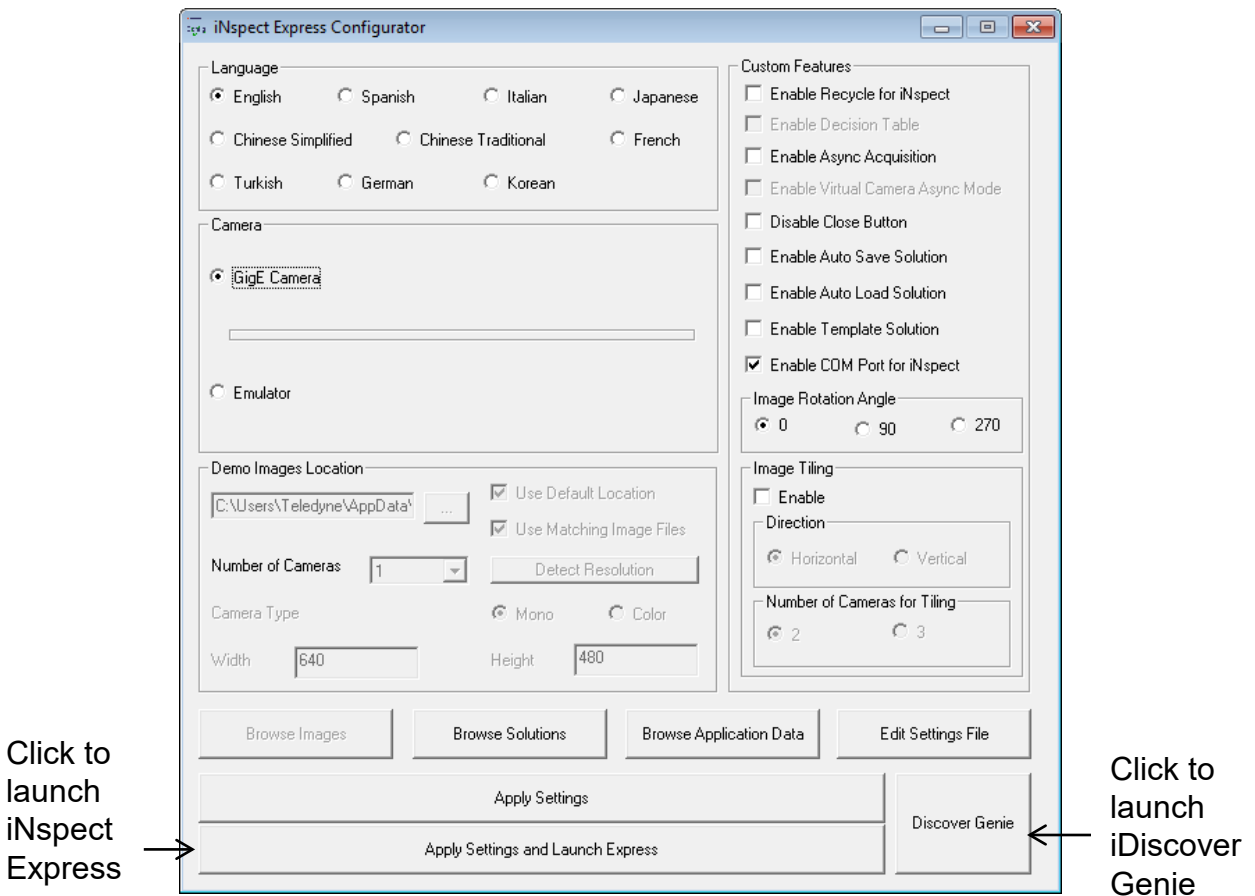 iNspect Express Configurator
Language
English Spanish Italian Japanese
Chinese Simplified Chinese Traditional French
Turkish German Korean
Camera
GigE Camera
Emulator
Demo Images Location
C:\Users\Teledyne\AppData\ ...
Use Default Location
Use Matching Image Files
Number of Cameras 1 Detect Resolution
Camera Type Mono Color
Width 640 Height 480
Custom Features
Enable Recycle for iNspect
Enable Decision Table
Enable Async Acquisition
Enable Virtual Camera Async Mode
Disable Close Button
Enable Auto Save Solution
Enable Auto Load Solution
Enable Template Solution
Enable COM Port for iNspect
Image Rotation Angle
0 90 270
Image Tiling
Enable
Direction
Horizontal Vertical
Number of Cameras for Tiling
2 3
Browse Images Browse Solutions Browse Application Data Edit Settings File
Apply Settings
Apply Settings and Launch Express
Discover Genie
Click to
launch
iNspect
Express
Click to
launch
iDiscover
Genie